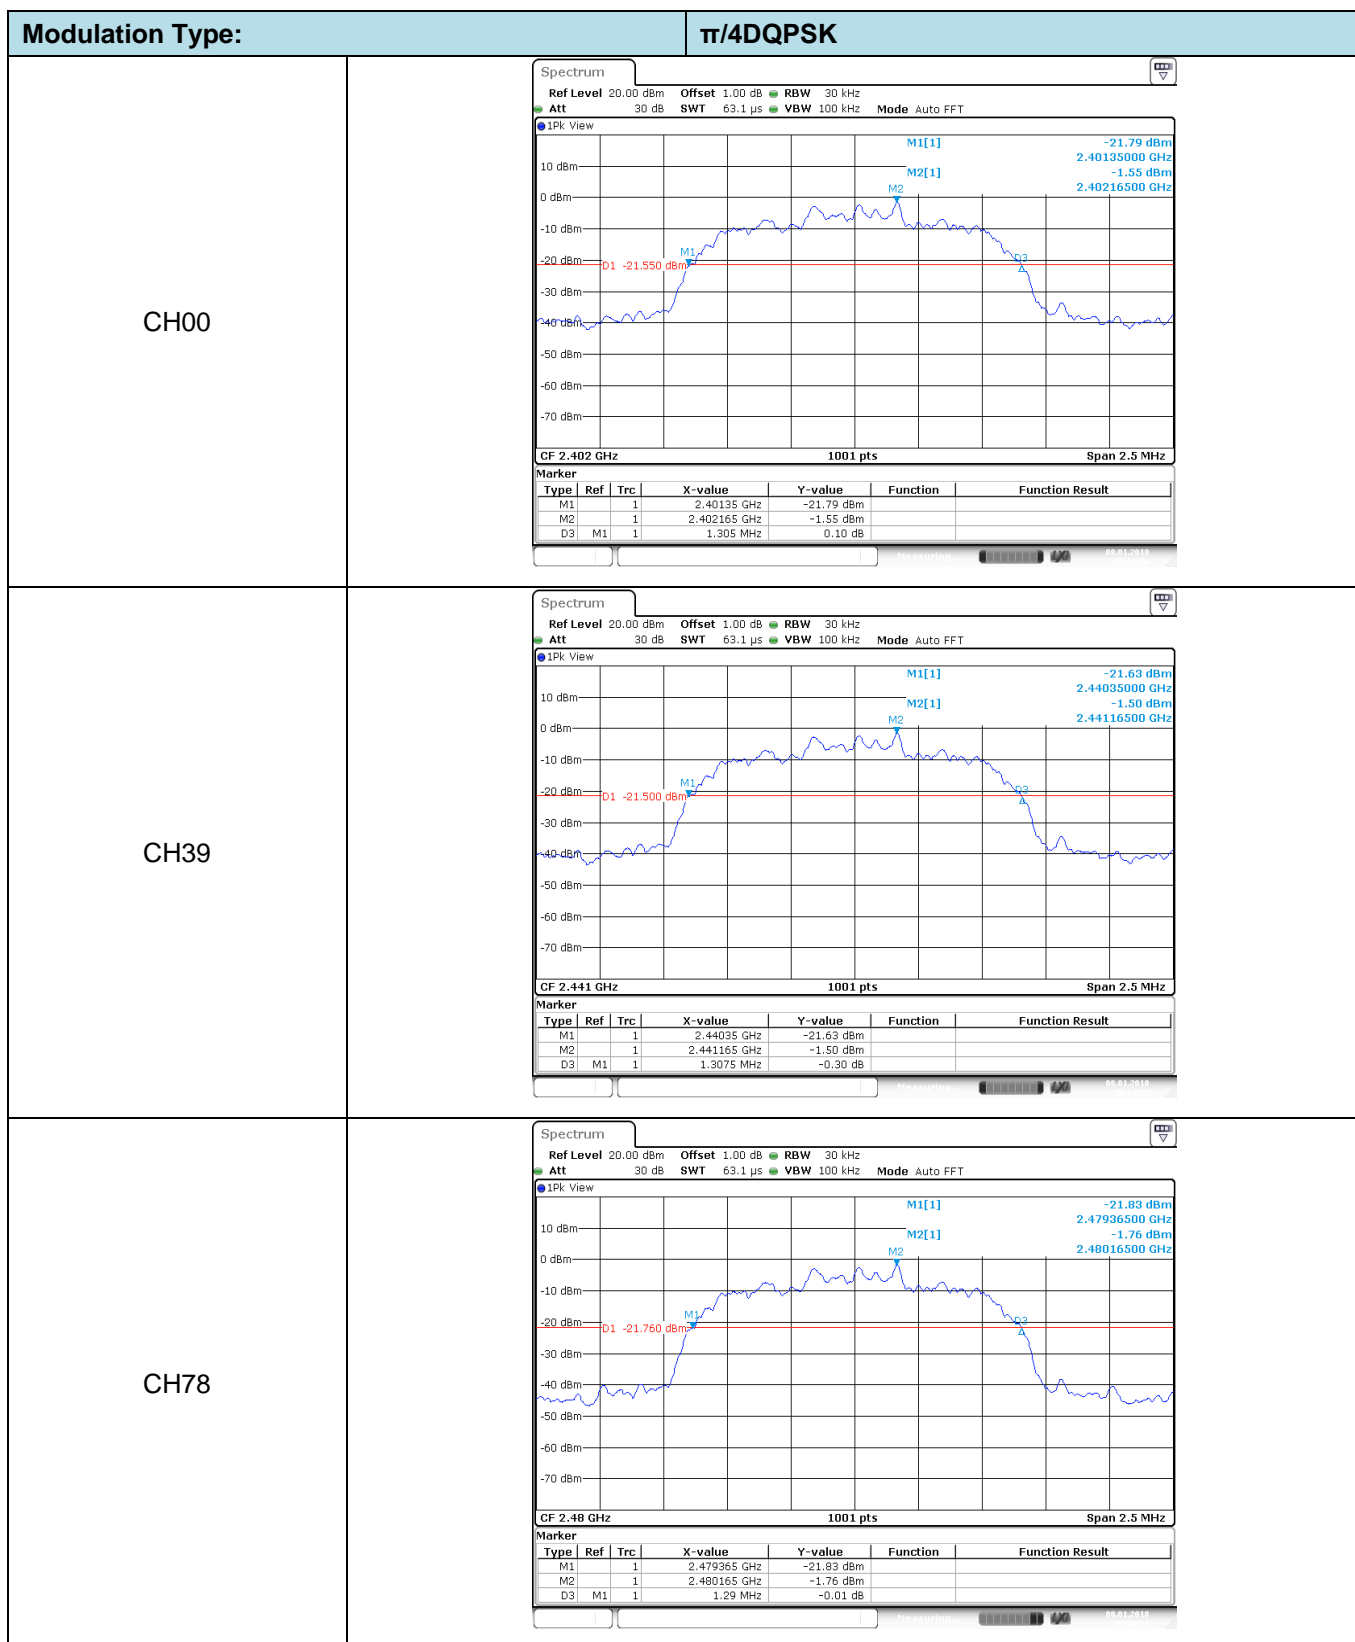 Modulation Type: π/4DQPSK
CH00
Spectrum
Ref Level 20.00 dBm Offset 1.00 dB RBW 30 kHz
Att 30 dB SWT 63.1 µs VBW 100 kHz Mode Auto FFT
1Pk View
M1[1] -21.79 dBm
2.40135000 GHz
10 dBm
M2[1] -1.55 dBm
2.40216500 GHz
M2
0 dBm
-10 dBm
M1
-20 dBm
D1 -21.550 dBm
D3
-30 dBm
-40 dBm
-50 dBm
-60 dBm
-70 dBm
CF 2.402 GHz 1001 pts Span 2.5 MHz
Marker
Type Ref Trc X-value Y-value Function Function Result
M1 1 2.40135 GHz -21.79 dBm
M2 1 2.402165 GHz -1.55 dBm
D3 M1 1 1.305 MHz 0.10 dB
Measuring... 08.01.2018
CH39
Spectrum
Ref Level 20.00 dBm Offset 1.00 dB RBW 30 kHz
Att 30 dB SWT 63.1 µs VBW 100 kHz Mode Auto FFT
1Pk View
M1[1] -21.63 dBm
2.44035000 GHz
10 dBm
M2[1] -1.50 dBm
2.44116500 GHz
M2
0 dBm
-10 dBm
M1
-20 dBm
D1 -21.500 dBm
D3
-30 dBm
-40 dBm
-50 dBm
-60 dBm
-70 dBm
CF 2.441 GHz 1001 pts Span 2.5 MHz
Marker
Type Ref Trc X-value Y-value Function Function Result
M1 1 2.44035 GHz -21.63 dBm
M2 1 2.441165 GHz -1.50 dBm
D3 M1 1 1.3075 MHz -0.30 dB
Measuring... 08.01.2018
CH78
Spectrum
Ref Level 20.00 dBm Offset 1.00 dB RBW 30 kHz
Att 30 dB SWT 63.1 µs VBW 100 kHz Mode Auto FFT
1Pk View
M1[1] -21.83 dBm
2.47936500 GHz
10 dBm
M2[1] -1.76 dBm
2.48016500 GHz
M2
0 dBm
-10 dBm
M1
-20 dBm
D1 -21.760 dBm
D3
-30 dBm
-40 dBm
-50 dBm
-60 dBm
-70 dBm
CF 2.48 GHz 1001 pts Span 2.5 MHz
Marker
Type Ref Trc X-value Y-value Function Function Result
M1 1 2.479365 GHz -21.83 dBm
M2 1 2.480165 GHz -1.76 dBm
D3 M1 1 1.29 MHz -0.01 dB
Measuring... 08.01.2018